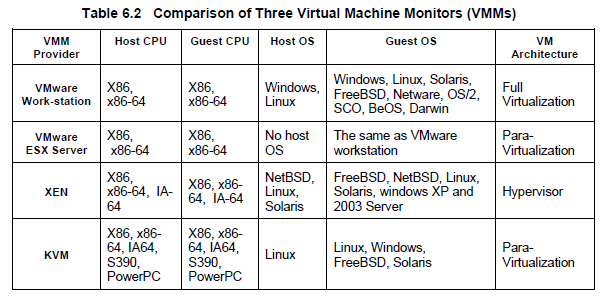 Table 6.2 Comparison of Three Virtual Machine Monitors (VMMs)
VMM Provider
Host CPU
Guest CPU
Host OS
Guest OS
VM Architecture
VMware Work-station
X86, x86-64
X86, x86-64
Windows, Linux
Windows, Linux, Solaris, FreeBSD, Netware, OS/2, SCO, BeOS, Darwin
Full Virtualization
VMware ESX Server
X86, x86-64
X86, x86-64
No host OS
The same as VMware workstation
Para-Virtualization
XEN
X86, x86-64, IA-64
X86, x86-64, IA-64
NetBSD, Linux, Solaris
FreeBSD, NetBSD, Linux, Solaris, windows XP and 2003 Server
Hypervisor
KVM
X86, x86-64, IA64, S390, PowerPC
X86, x86-64, IA64, S390, PowerPC
Linux
Linux, Windows, FreeBSD, Solaris
Para-Virtualization